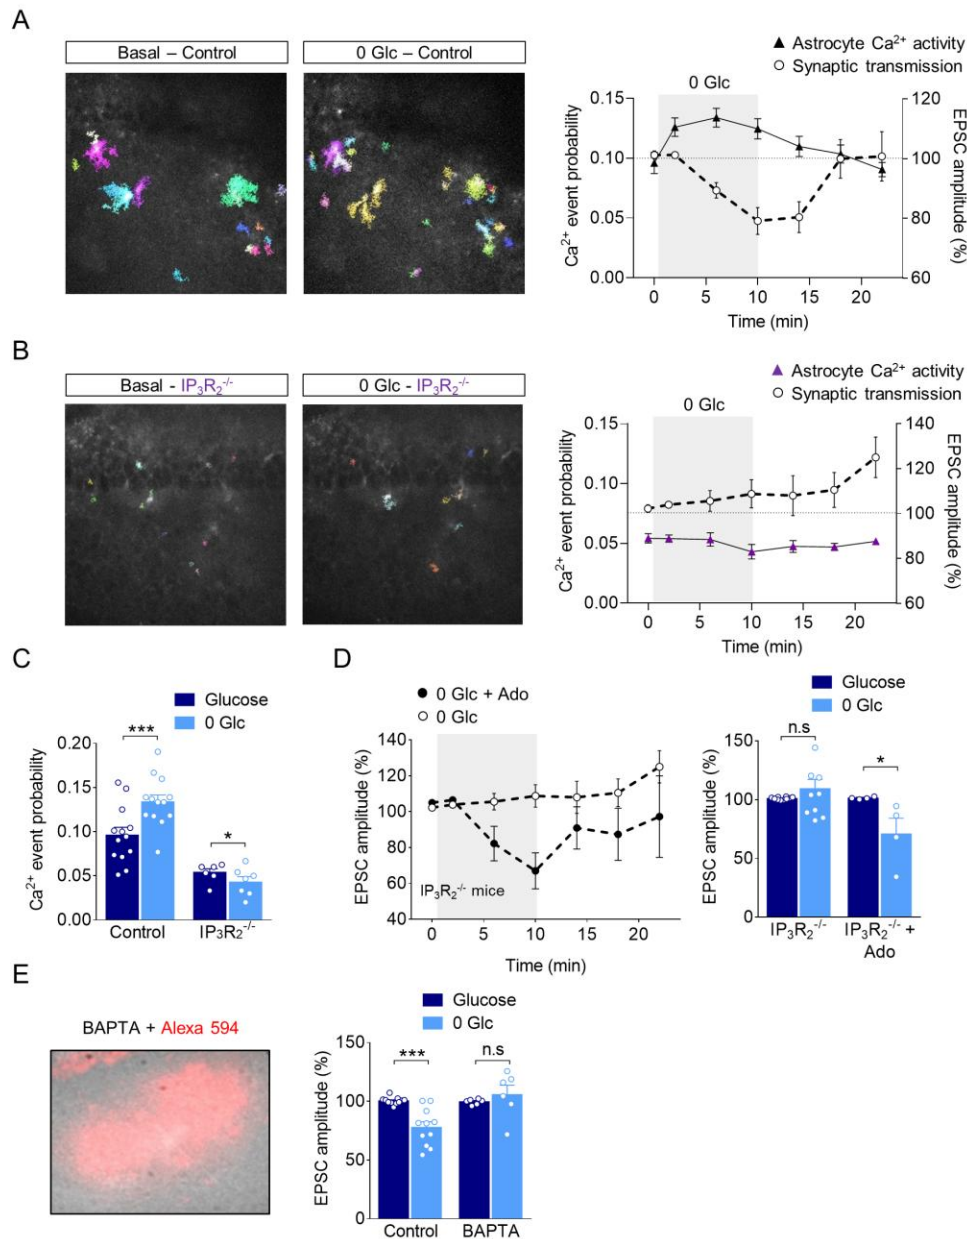 A
Basal – Control
0 Glc – Control
Astrocyte Ca²⁺ activity
Synaptic transmission
0 Glc
Ca²⁺ event probability
0.15
0.10
0.05
0.00
120
100
80
60
EPSC amplitude (%)
0 5 10 15 20
Time (min)
B
Basal - IP₃R₂⁻/⁻
0 Glc - IP₃R₂⁻/⁻
Astrocyte Ca²⁺ activity
Synaptic transmission
0 Glc
Ca²⁺ event probability
0.15
0.10
0.05
0.00
140
120
100
80
60
EPSC amplitude (%)
0 5 10 15 20
Time (min)
C
Glucose
0 Glc
Ca²⁺ event probability
0.20
0.15
0.10
0.05
0.00
***
*
Control IP₃R₂⁻/⁻
D
0 Glc + Ado
0 Glc
EPSC amplitude (%)
140
120
100
80
60
40
IP₃R₂⁻/⁻ mice
0 5 10 15 20
Time (min)
Glucose
0 Glc
EPSC amplitude (%)
150
100
50
0
n.s
*
IP₃R₂⁻/⁻ IP₃R₂⁻/⁻ +
Ado
E
BAPTA + Alexa 594
Glucose
0 Glc
EPSC amplitude (%)
150
100
50
0
***
n.s
Control BAPTA